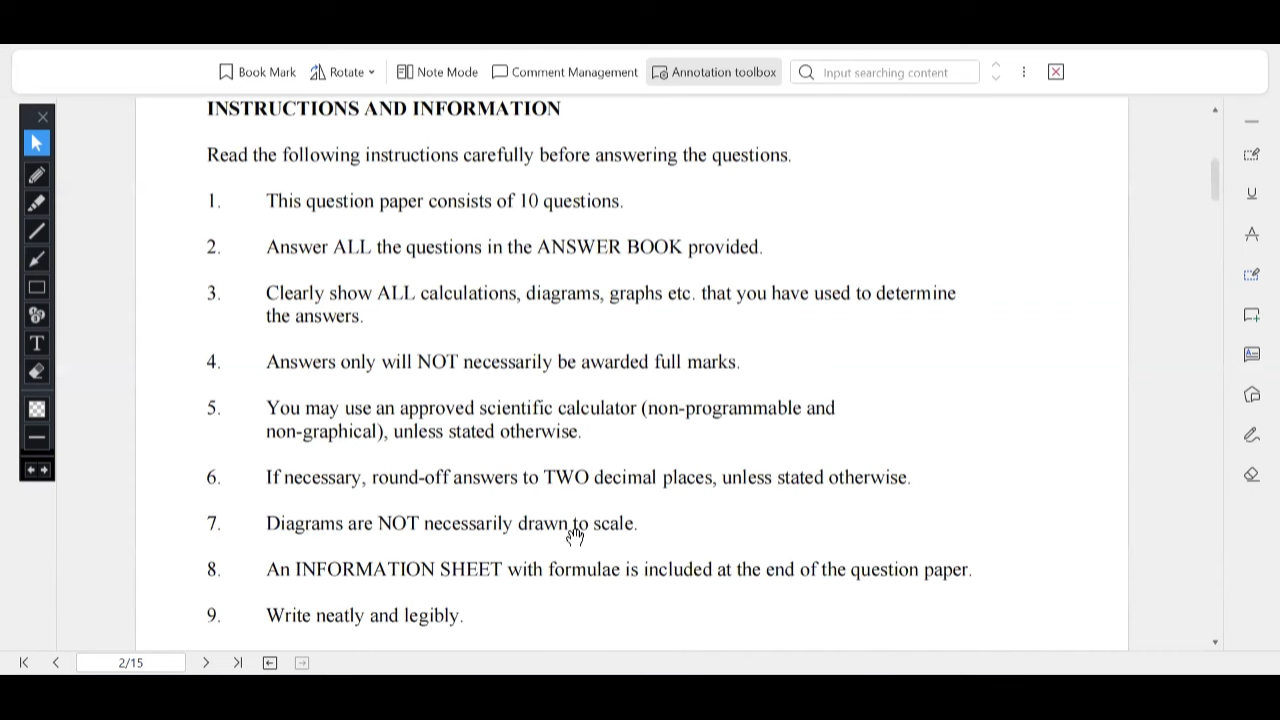 Book Mark Rotate Note Mode Comment Management Annotation toolbox Input searching content
INSTRUCTIONS AND INFORMATION
Read the following instructions carefully before answering the questions.
1. This question paper consists of 10 questions.
2. Answer ALL the questions in the ANSWER BOOK provided.
3. Clearly show ALL calculations, diagrams, graphs etc. that you have used to determine
the answers.
4. Answers only will NOT necessarily be awarded full marks.
5. You may use an approved scientific calculator (non-programmable and
non-graphical), unless stated otherwise.
6. If necessary, round-off answers to TWO decimal places, unless stated otherwise.
7. Diagrams are NOT necessarily drawn to scale.
8. An INFORMATION SHEET with formulae is included at the end of the question paper.
9. Write neatly and legibly.
2/15